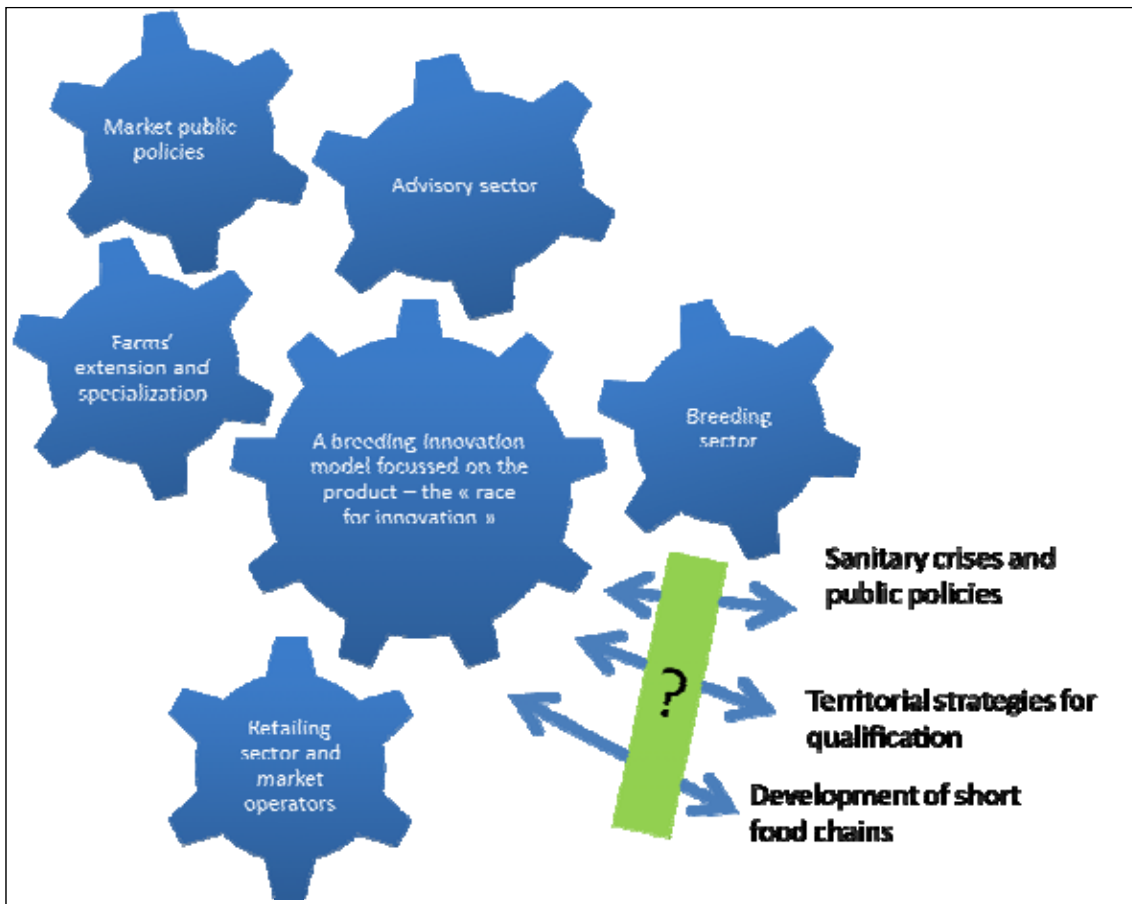 Market public
policies
Advisory sector
Farms’
extension and
specialization
A breeding innovation
model focussed on the
product – the « race
for innovation »
Breeding
sector
Retailing
sector and
market
operators
?
Sanitary crises and
public policies
Territorial strategies for
qualification
Development of short
food chains